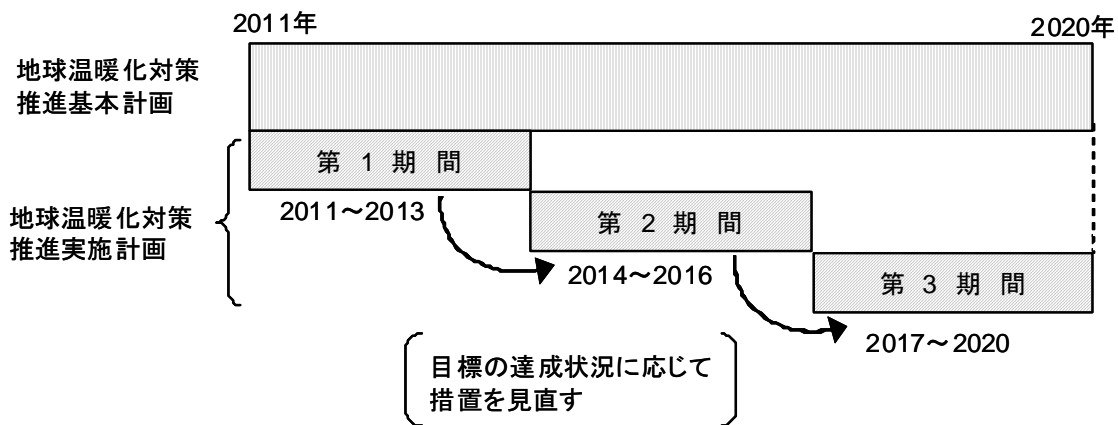 2011年
2020年
地球温暖化対策
推進基本計画
第 1 期 間
2011～2013
地球温暖化対策
推進実施計画
第 2 期 間
2014～2016
第 3 期 間
2017～2020
目標の達成状況に応じて
措置を見直す